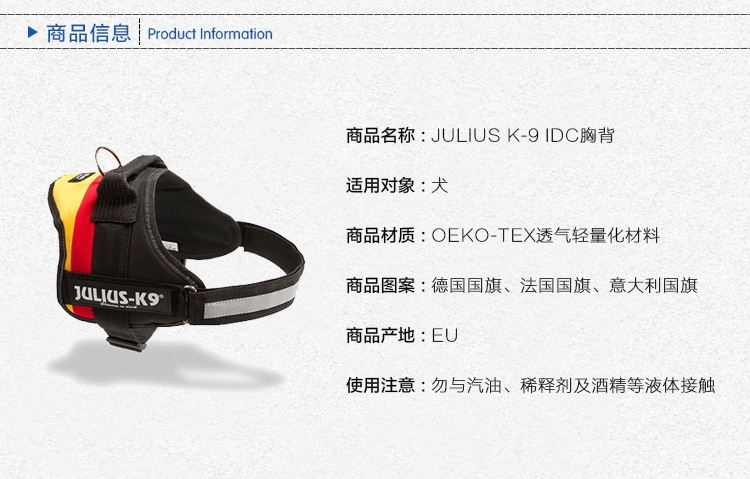 商品信息 Product Information
商品名称：JULIUS K-9 IDC胸背
适用对象：犬
商品材质：OEKO-TEX透气轻量化材料
商品图案：德国国旗、法国国旗、意大利国旗
商品产地：EU
使用注意：勿与汽油、稀释剂及酒精等液体接触
JULIUS-K9®